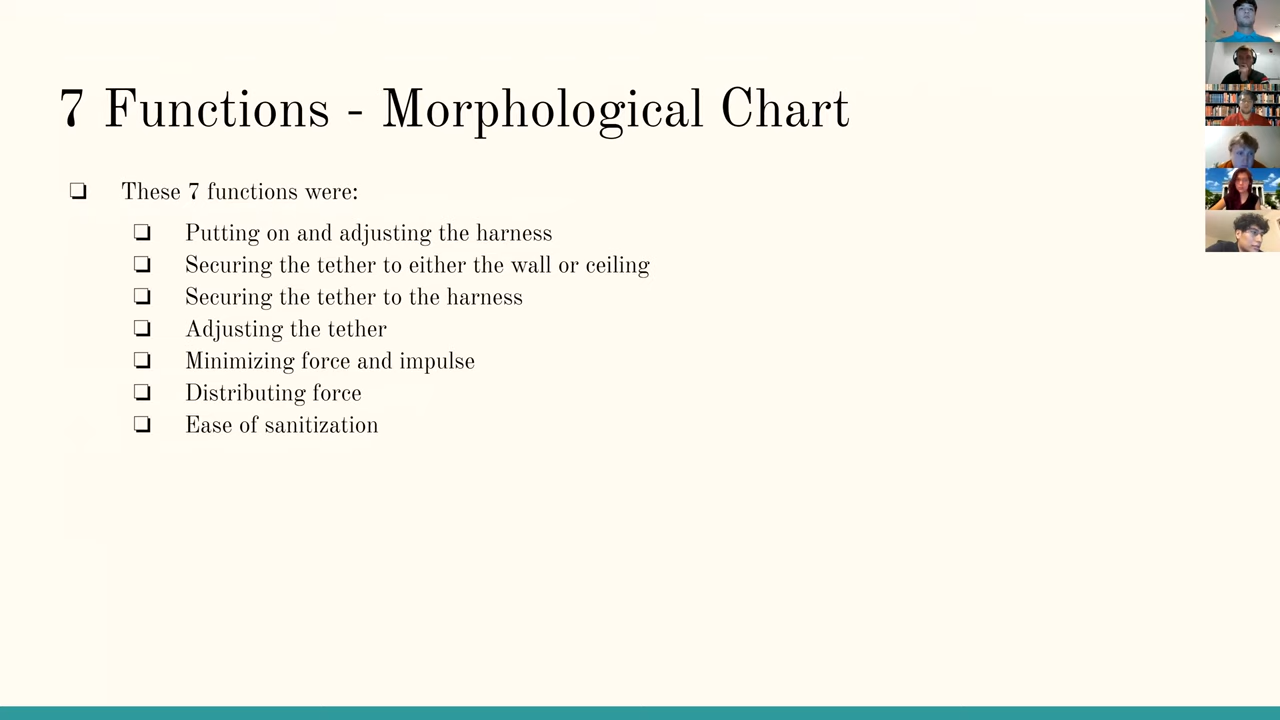 7 Functions - Morphological Chart
These 7 functions were:
Putting on and adjusting the harness
Securing the tether to either the wall or ceiling
Securing the tether to the harness
Adjusting the tether
Minimizing force and impulse
Distributing force
Ease of sanitization